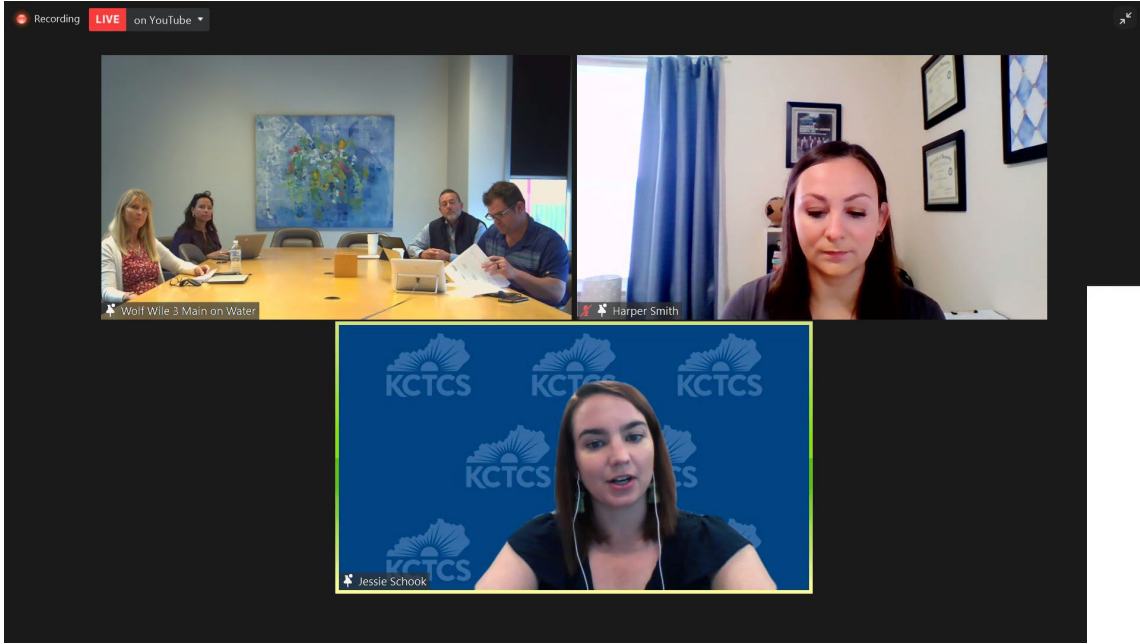 Recording LIVE on YouTube
Wolf Wile 3 Main on Water
Harper Smith
KCTCS KCTCS KCTCS
KCTCS
KCTCS
Jessie Schook